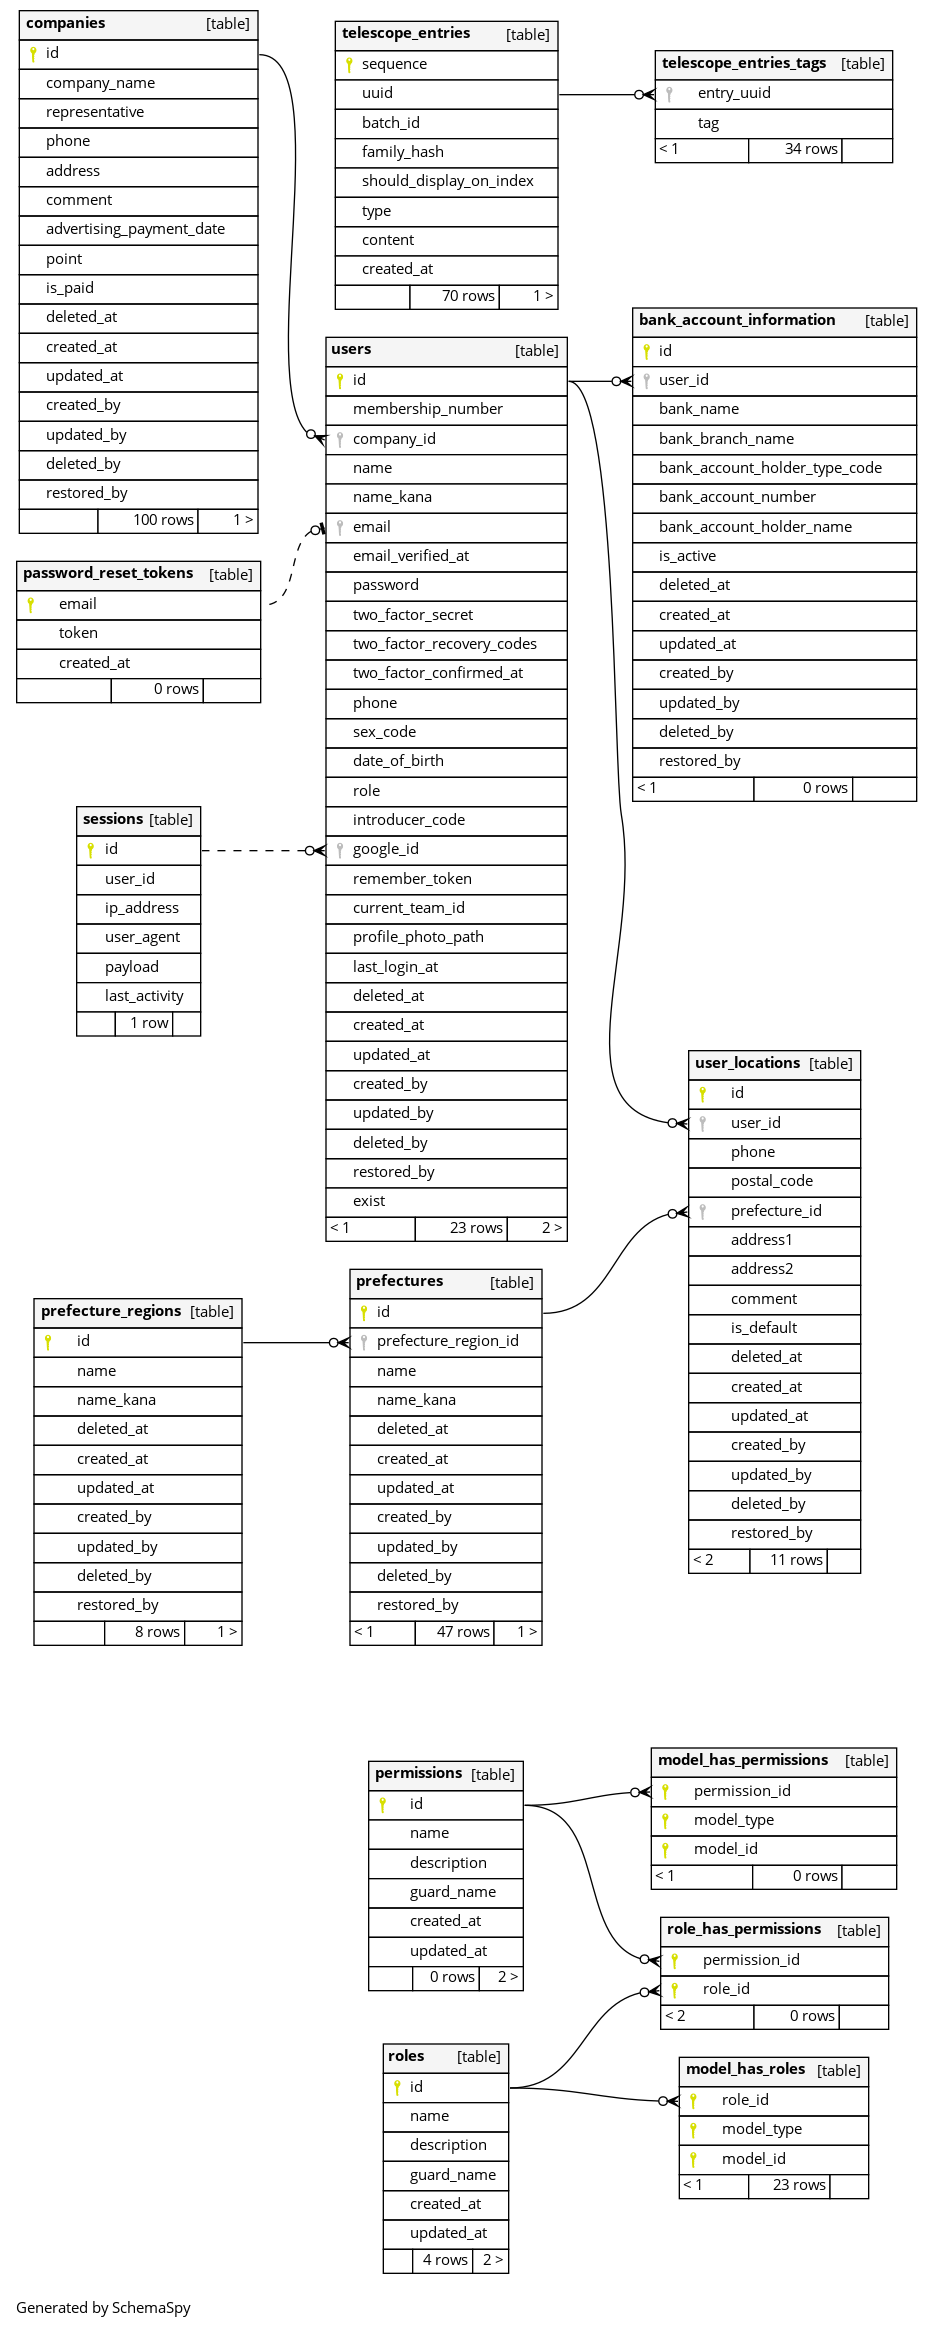 companies [table]
id
company_name
representative
phone
address
comment
advertising_payment_date
point
is_paid
deleted_at
created_at
updated_at
created_by
updated_by
deleted_by
restored_by
100 rows 1 >
telescope_entries [table]
sequence
uuid
batch_id
family_hash
should_display_on_index
type
content
created_at
70 rows 1 >
telescope_entries_tags [table]
entry_uuid
tag
< 1 34 rows
users [table]
id
membership_number
company_id
name
name_kana
email
email_verified_at
password
two_factor_secret
two_factor_recovery_codes
two_factor_confirmed_at
phone
sex_code
date_of_birth
role
introducer_code
google_id
remember_token
current_team_id
profile_photo_path
last_login_at
deleted_at
created_at
updated_at
created_by
updated_by
deleted_by
restored_by
exist
< 1 23 rows 2 >
bank_account_information [table]
id
user_id
bank_name
bank_branch_name
bank_account_holder_type_code
bank_account_number
bank_account_holder_name
is_active
deleted_at
created_at
updated_at
created_by
updated_by
deleted_by
restored_by
< 1 0 rows
password_reset_tokens [table]
email
token
created_at
0 rows
sessions [table]
id
user_id
ip_address
user_agent
payload
last_activity
1 row
user_locations [table]
id
user_id
phone
postal_code
prefecture_id
address1
address2
comment
is_default
deleted_at
created_at
updated_at
created_by
updated_by
deleted_by
restored_by
< 2 11 rows
prefecture_regions [table]
id
name
name_kana
deleted_at
created_at
updated_at
created_by
updated_by
deleted_by
restored_by
8 rows 1 >
prefectures [table]
id
prefecture_region_id
name
name_kana
deleted_at
created_at
updated_at
created_by
updated_by
deleted_by
restored_by
< 1 47 rows 1 >
permissions [table]
id
name
description
guard_name
created_at
updated_at
0 rows 2 >
model_has_permissions [table]
permission_id
model_type
model_id
< 1 0 rows
role_has_permissions [table]
permission_id
role_id
< 2 0 rows
roles [table]
id
name
description
guard_name
created_at
updated_at
4 rows 2 >
model_has_roles [table]
role_id
model_type
model_id
< 1 23 rows
Generated by SchemaSpy